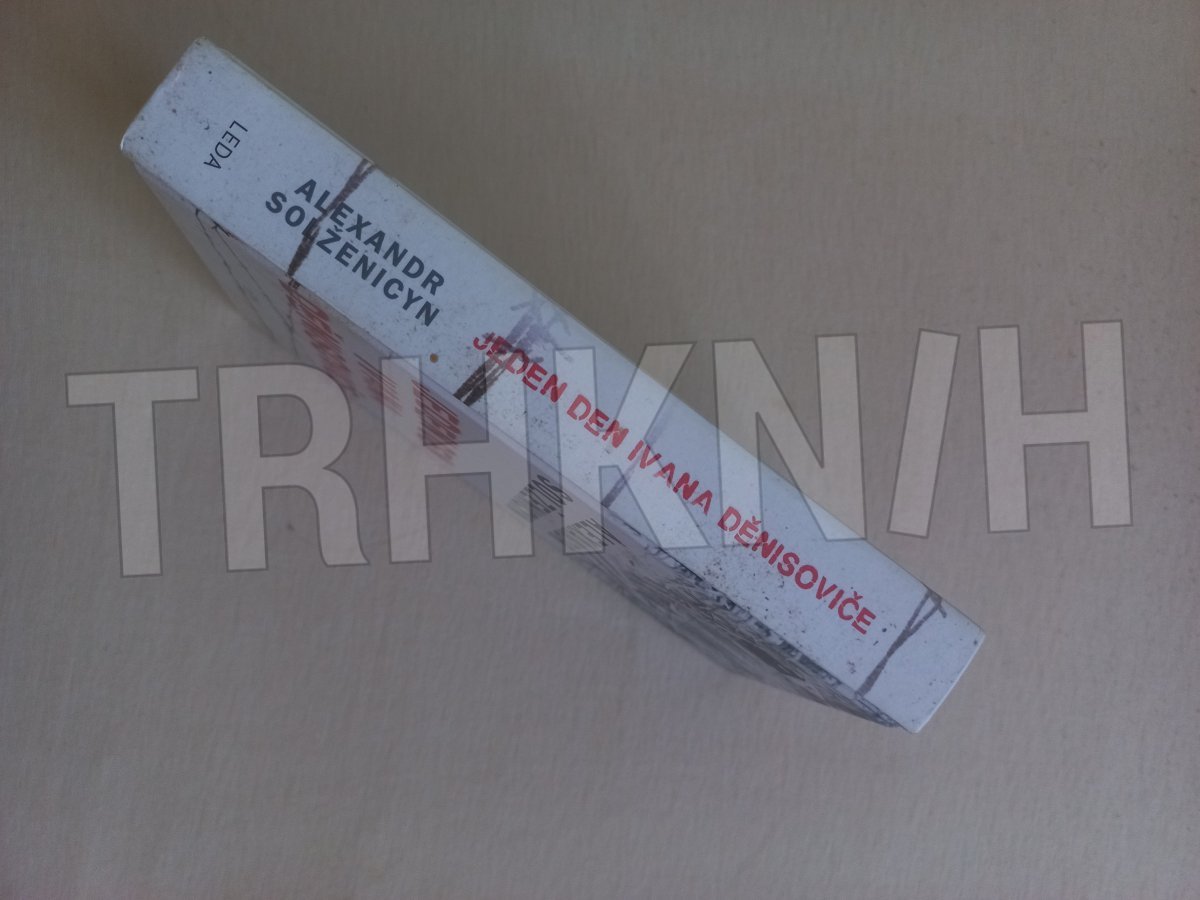 LEDA
ALEXANDR
SOLŽENICYN
JEDEN DEN IVANA DĚNISOVIČE
TRHKNIH